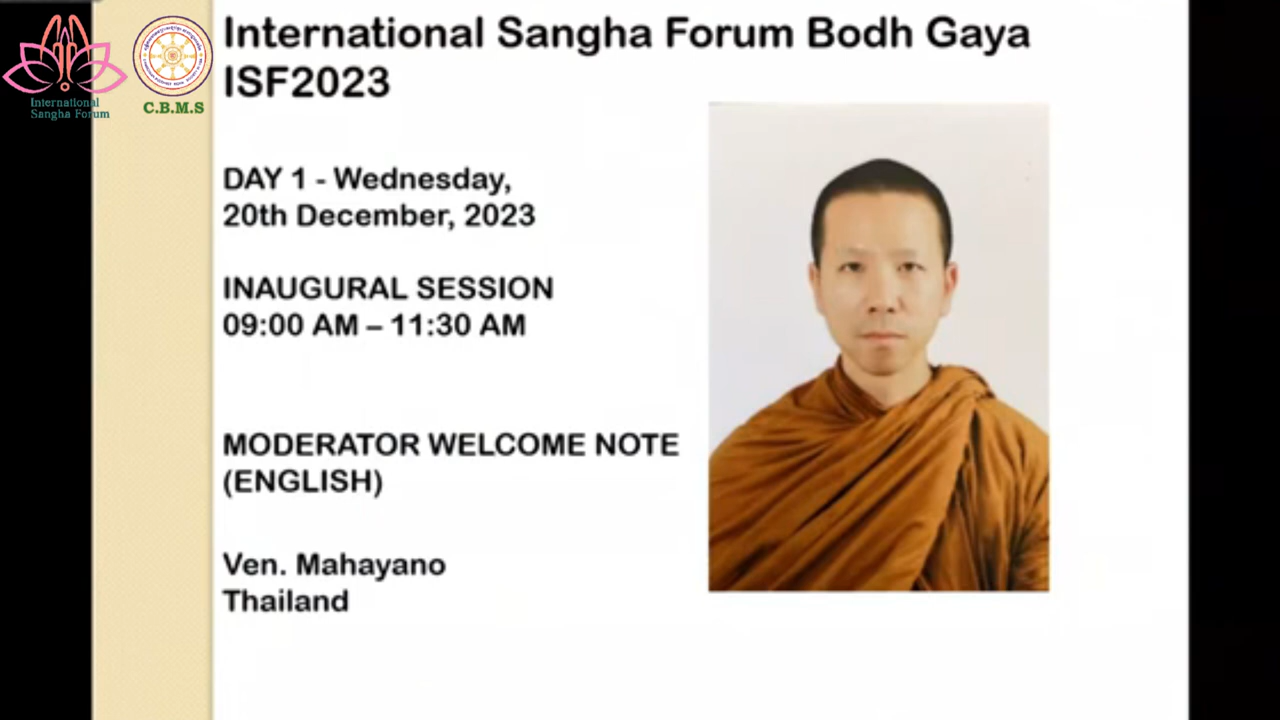 International Sangha Forum Bodh Gaya
ISF2023
International
Sangha Forum
C.B.M.S
DAY 1 - Wednesday,
20th December, 2023
INAUGURAL SESSION
09:00 AM – 11:30 AM
MODERATOR WELCOME NOTE
(ENGLISH)
Ven. Mahayano
Thailand